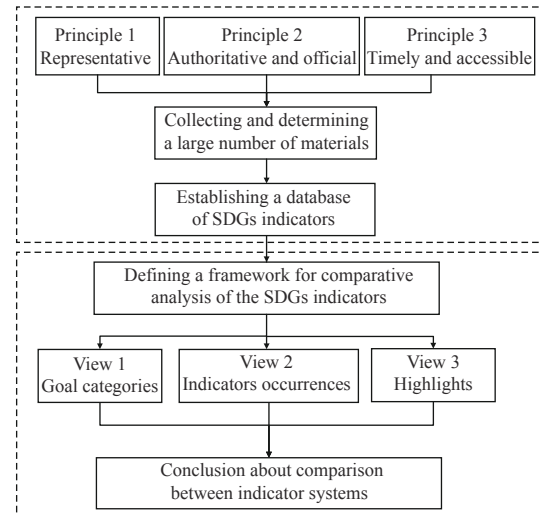 Principle 1
Representative
Principle 2
Authoritative and official
Principle 3
Timely and accessible
Collecting and determining
a large number of materials
Establishing a database
of SDGs indicators
Defining a framework for comparative
analysis of the SDGs indicators
View 1
Goal categories
View 2
Indicators occurrences
View 3
Highlights
Conclusion about comparison
between indicator systems